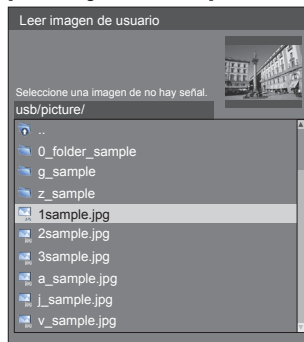 Leer imagen de usuario
Seleccione una imagen de no hay señal.
usb/picture/
..
0_folder_sample
g_sample
z_sample
1sample.jpg
2sample.jpg
3sample.jpg
a_sample.jpg
j_sample.jpg
v_sample.jpg